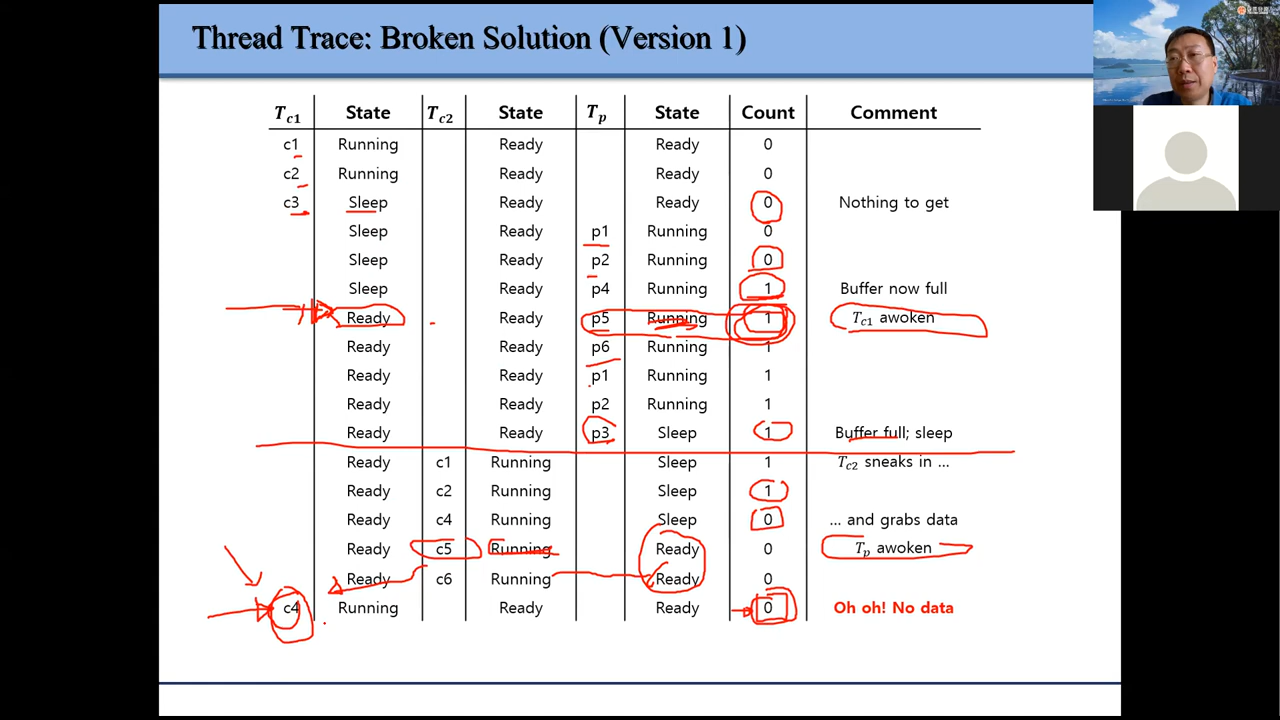 Thread Trace: Broken Solution (Version 1)
Tc1 State Tc2 State Tp State Count Comment
c1 Running Ready Ready 0
c2 Running Ready Ready 0
c3 Sleep Ready Ready 0 Nothing to get
Sleep Ready p1 Running 0
Sleep Ready p2 Running 0
Sleep Ready p4 Running 1 Buffer now full
Ready Ready p5 Running 1 Tc1 awoken
Ready Ready p6 Running 1
Ready Ready p1 Running 1
Ready Ready p2 Running 1
Ready Ready p3 Sleep 1 Buffer full; sleep
Ready c1 Running Sleep 1 Tc2 sneaks in ...
Ready c2 Running Sleep 1
Ready c4 Running Sleep 0 ... and grabs data
Ready c5 Running Ready 0 Tp awoken
Ready c6 Running Ready 0
c4 Running Ready Ready 0 Oh oh! No data